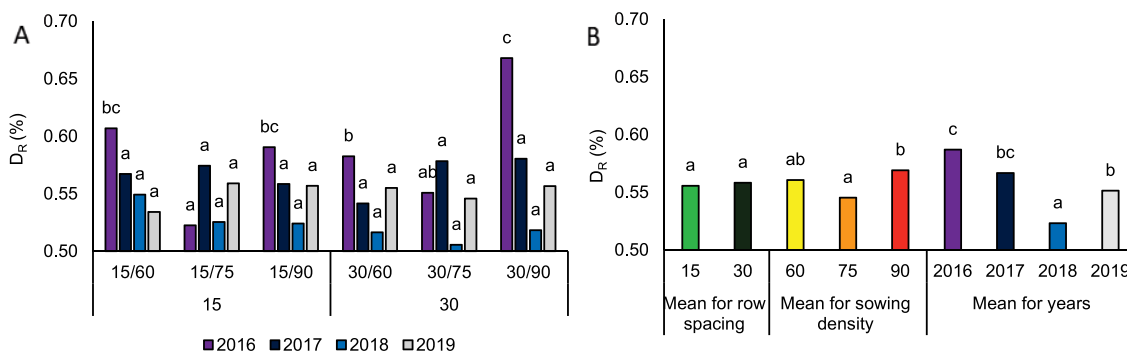 A
D_R (%)
0.70
0.65
0.60
0.55
0.50
bc
a
a
a
a
a
a
a
bc
a
a
a
b
a
a
a
ab
a
a
a
c
a
a
a
15/60 15/75 15/90 30/60 30/75 30/90
15 30
2016 2017 2018 2019
B
D_R (%)
0.70
0.65
0.60
0.55
0.50
a a ab a b c bc a b
15 30 60 75 90 2016 2017 2018 2019
Mean for row spacing
Mean for sowing density
Mean for years